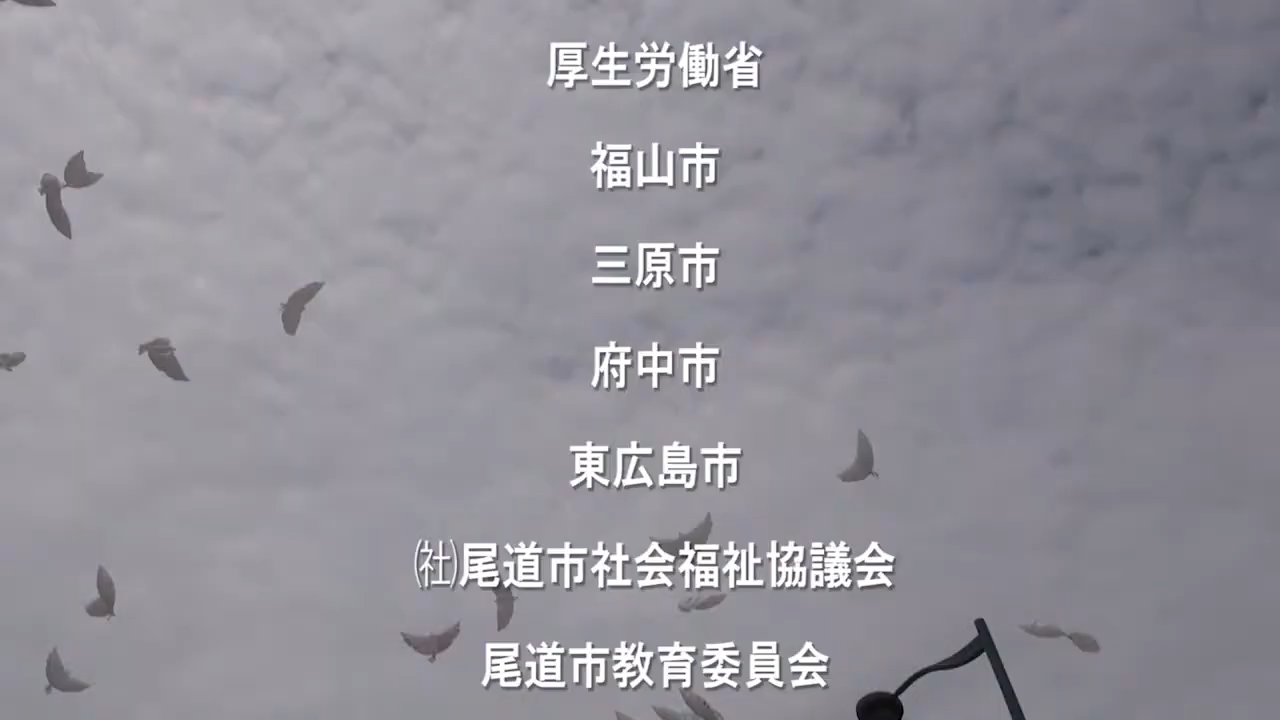 厚生労働省
福山市
三原市
府中市
東広島市
㈳尾道市社会福祉協議会
尾道市教育委員会